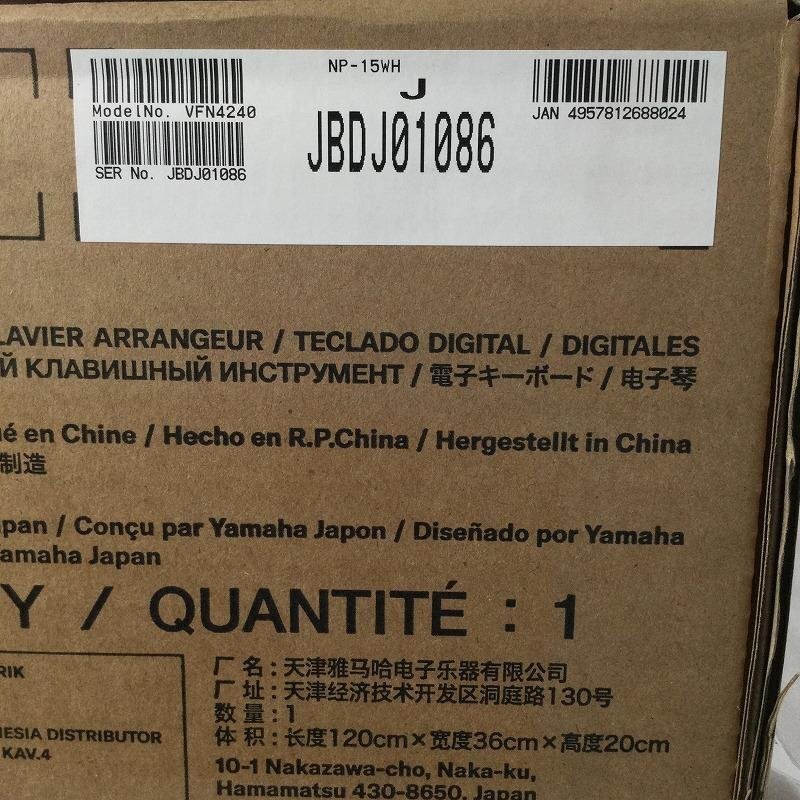 NP-15WH
J
ModelNo. VFN4240
JBDJ01086
SER No. JBDJ01086
JAN 4957812688024
LAVIER ARRANGEUR / TECLADO DIGITAL / DIGITALES
Й КЛАВИШНЫЙ ИНСТРУМЕНТ / 電子キーボード / 电子琴
ué en Chine / Hecho en R.P.China / Hergestellt in China
制造
apan / Conçu par Yamaha Japon / Diseñado por Yamaha
amaha Japan
Y / QUANTITÉ : 1
RIK
NESIA DISTRIBUTOR
KAV.4
厂 名：天津雅马哈电子乐器有限公司
厂 址：天津经济技术开发区洞庭路130号
数 量：1
体 积：长度120cm×宽度36cm×高度20cm
10-1 Nakazawa-cho, Naka-ku,
Hamamatsu 430-8650, Japan